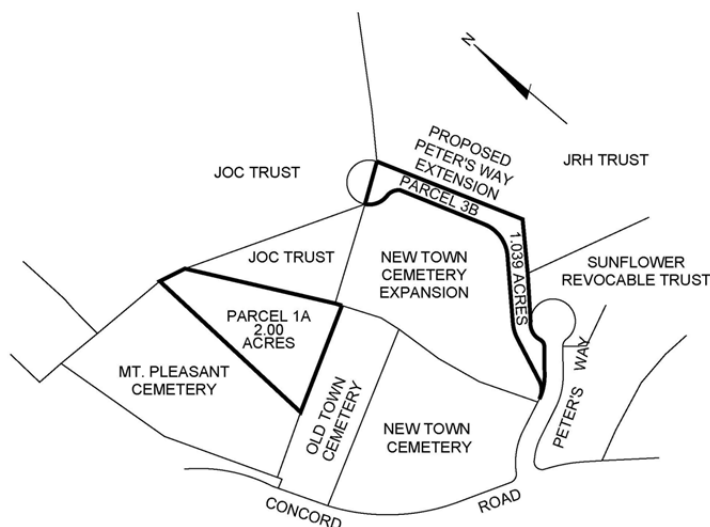 N
PROPOSED
PETER'S WAY
EXTENSION
JOC TRUST
JRH TRUST
PARCEL 3B
1.039 ACRES
JOC TRUST
NEW TOWN
CEMETERY
EXPANSION
SUNFLOWER
REVOCABLE TRUST
PARCEL 1A
2.00
ACRES
MT. PLEASANT
CEMETERY
OLD TOWN
CEMETERY
NEW TOWN
CEMETERY
PETER'S WAY
CONCORD ROAD